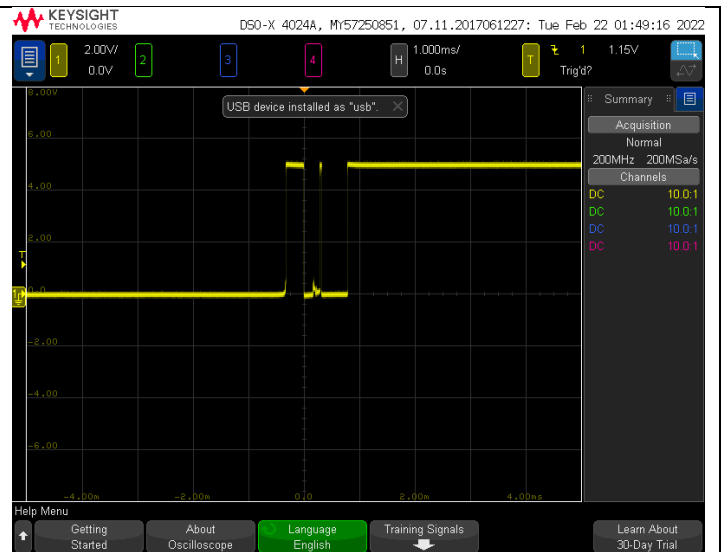 KEYSIGHT
TECHNOLOGIES
DSO-X 4024A, MY57250851, 07.11.2017061227: Tue Feb 22 01:49:16 2022
1 2.00V/ 2 3 4 H 1.000ms/ T 1 1.15V
0.0V 0.0s Trig'd?
8.00V
USB device installed as "usb".
Summary
Acquisition
6.00
Normal
200MHz 200MSa/s
Channels
4.00
DC 10.0:1
DC 10.0:1
2.00
DC 10.0:1
DC 10.0:1
T
0.0
-2.00
-4.00
-6.00
-4.00m -2.00m 0.0 2.00m 4.00ms
Help Menu
Getting Started
About Oscilloscope
Language English
Training Signals
Learn About 30-Day Trial